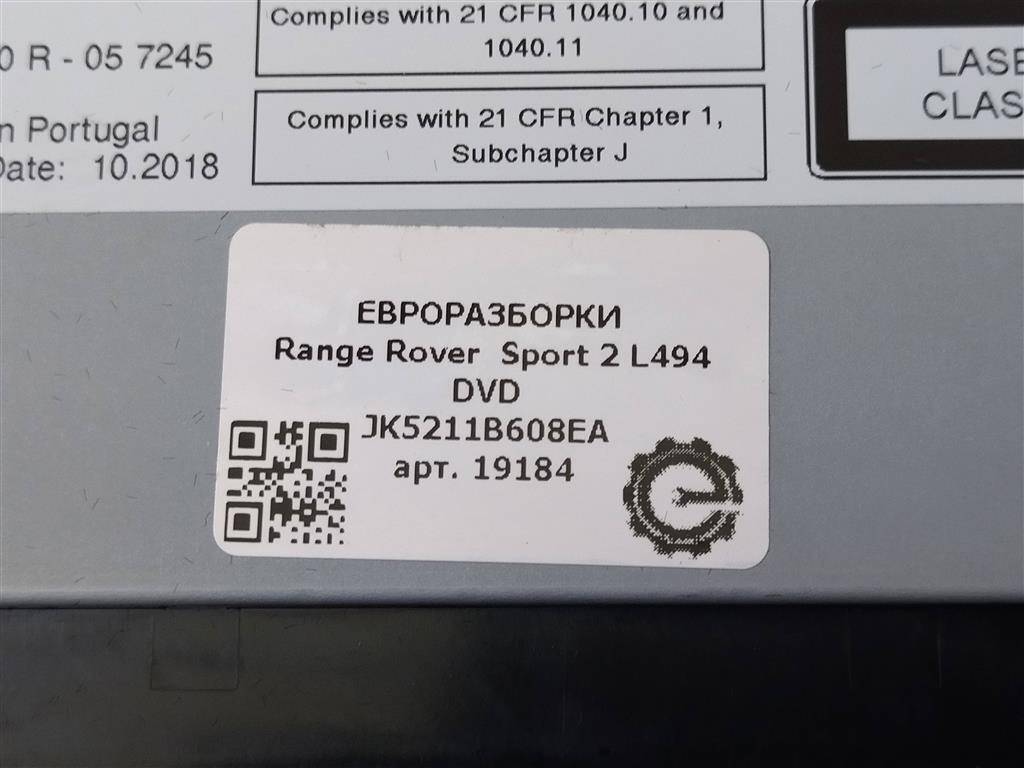 Complies with 21 CFR 1040.10 and
1040.11
0 R - 05 7245
Complies with 21 CFR Chapter 1,
Subchapter J
n Portugal
Date: 10.2018
LASE
CLAS
ЕВРОРАЗБОРКИ
Range Rover Sport 2 L494
DVD
JK5211B608EA
арт. 19184